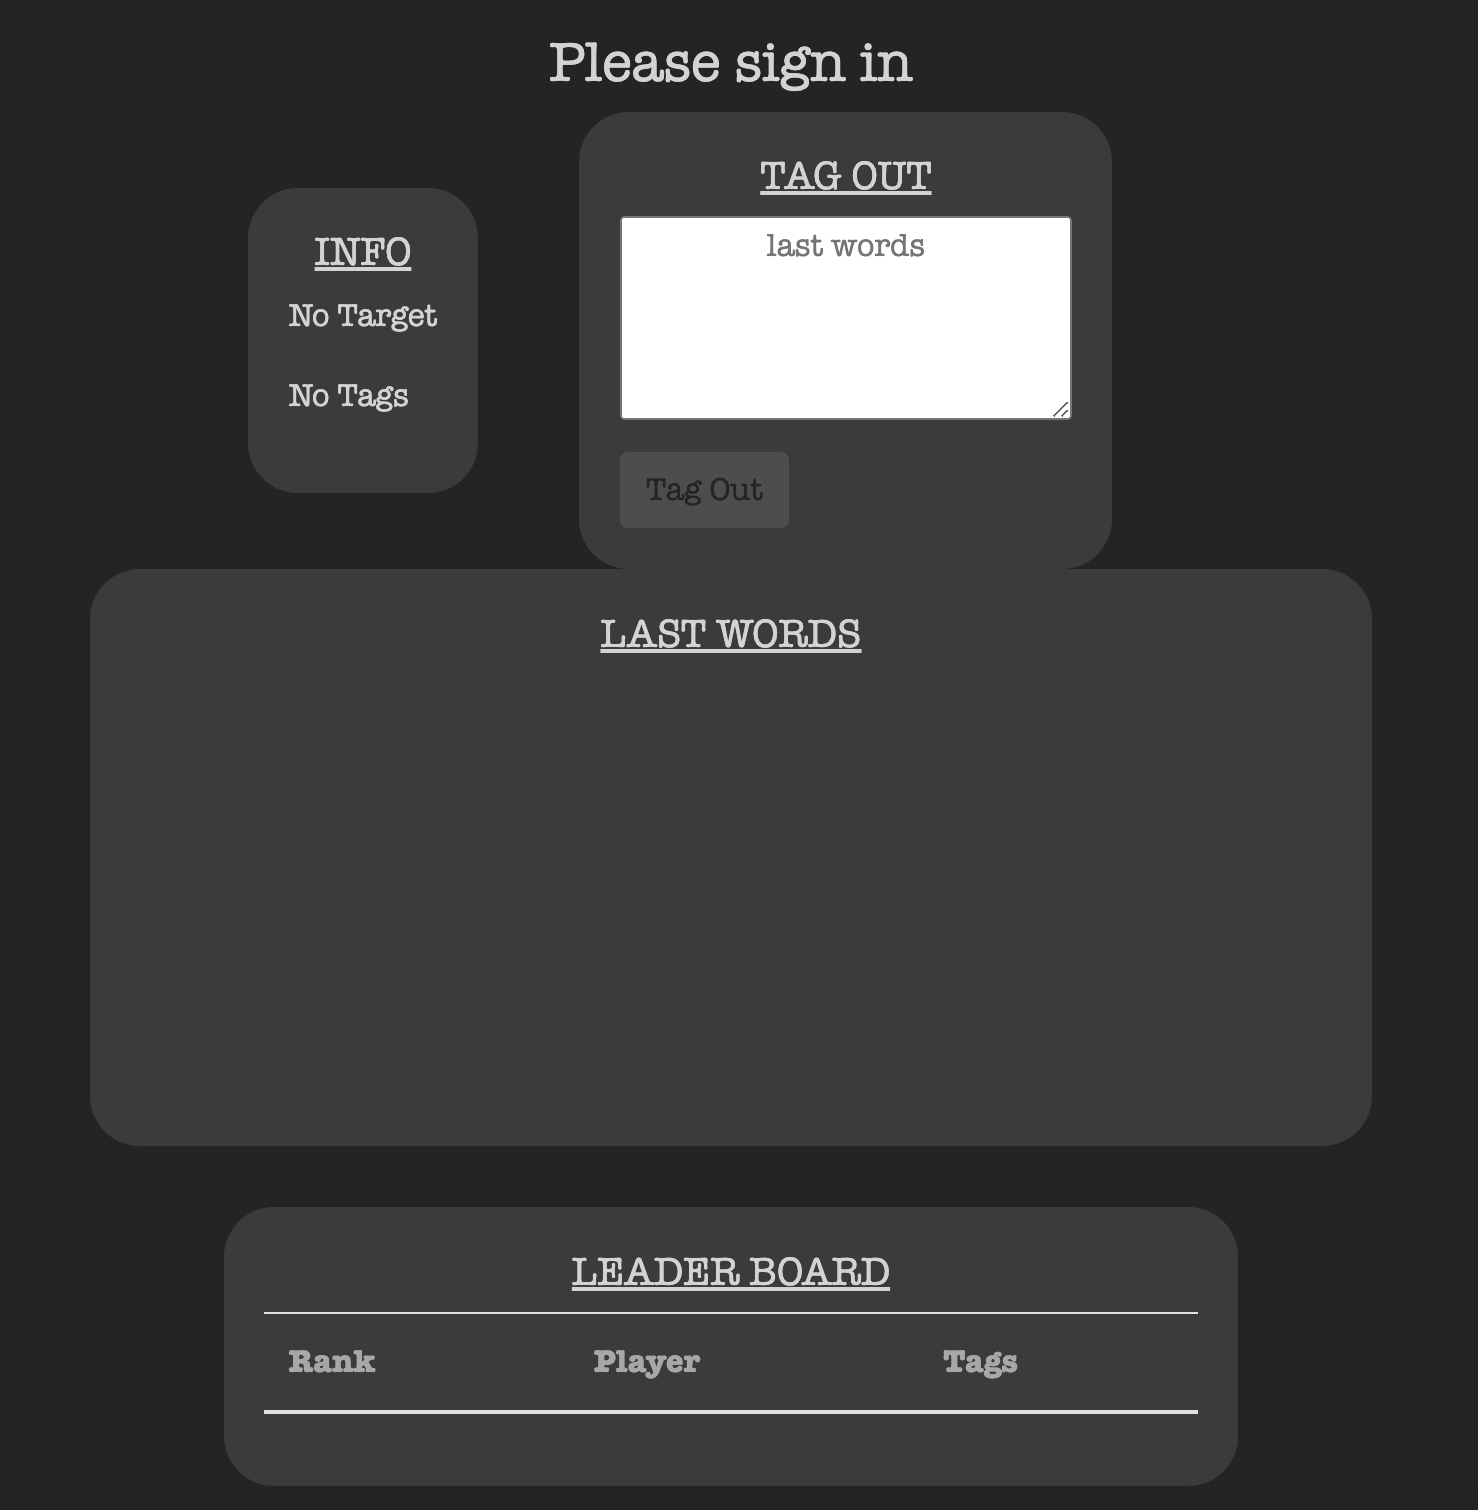 Please sign in
INFO
No Target
No Tags
TAG OUT
last words
Tag Out
LAST WORDS
LEADER BOARD
Rank Player Tags